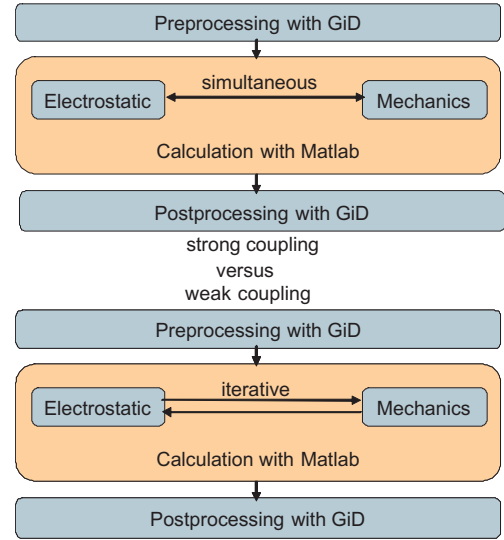 Preprocessing with GiD
simultaneous
Electrostatic
Mechanics
Calculation with Matlab
Postprocessing with GiD
strong coupling
versus
weak coupling
Preprocessing with GiD
iterative
Electrostatic
Mechanics
Calculation with Matlab
Postprocessing with GiD